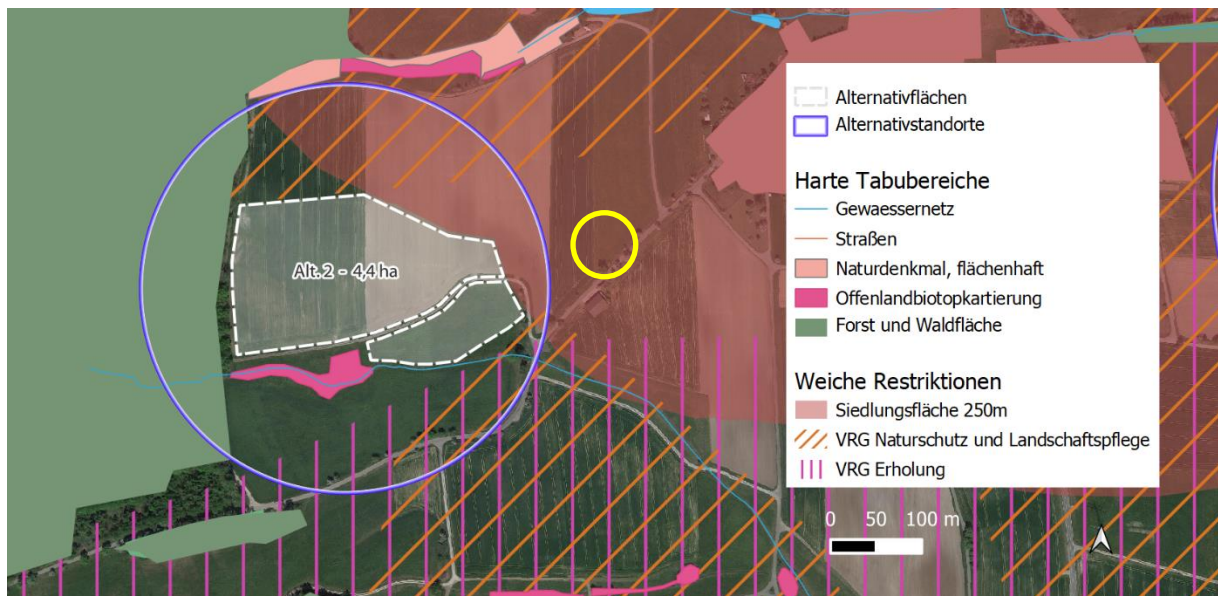 Alt. 2 - 4,4 ha
Alternativflächen
Alternativstandorte
Harte Tabubereiche
Gewaessernetz
Straßen
Naturdenkmal, flächenhaft
Offenlandbiotopkartierung
Forst und Waldfläche
Weiche Restriktionen
Siedlungsfläche 250m
VRG Naturschutz und Landschaftspflege
VRG Erholung
0 50 100 m